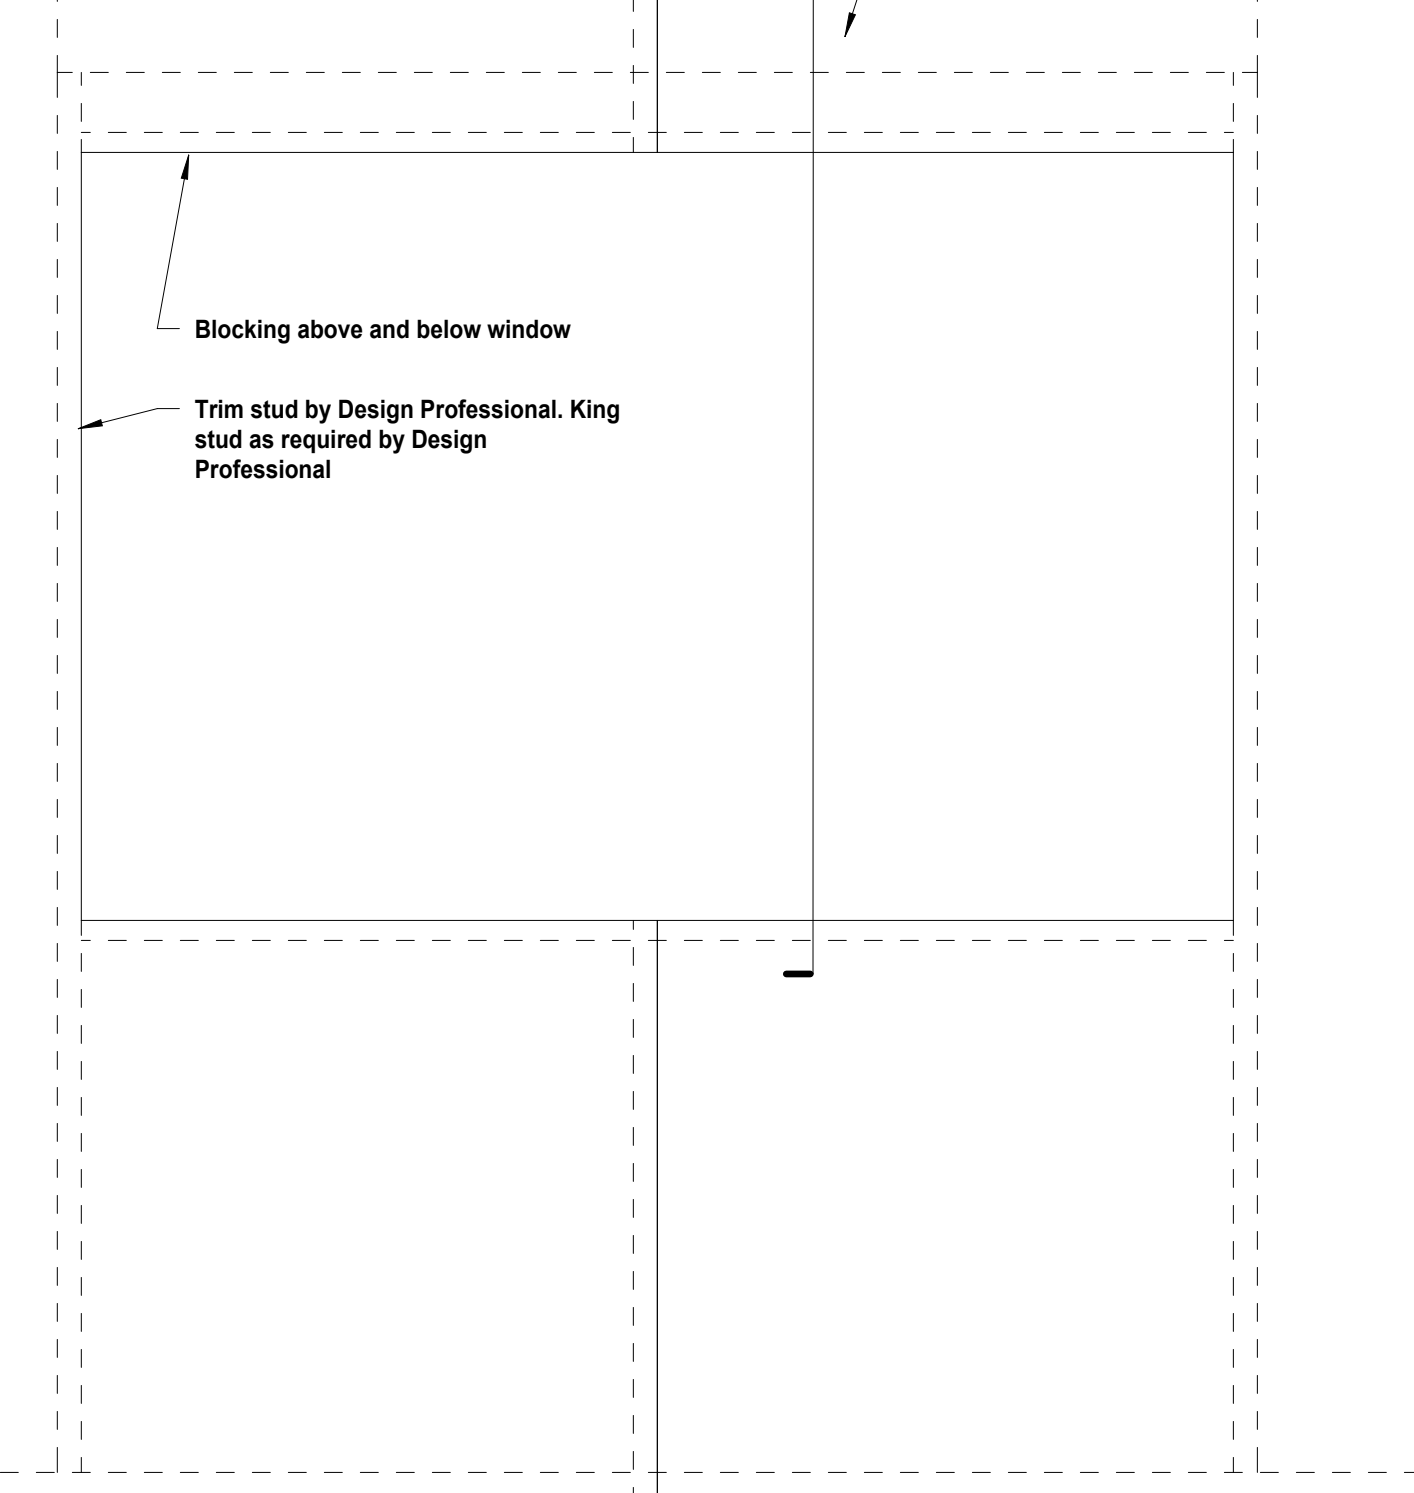 Blocking above and below window
Trim stud by Design Professional. King
stud as required by Design
Professional